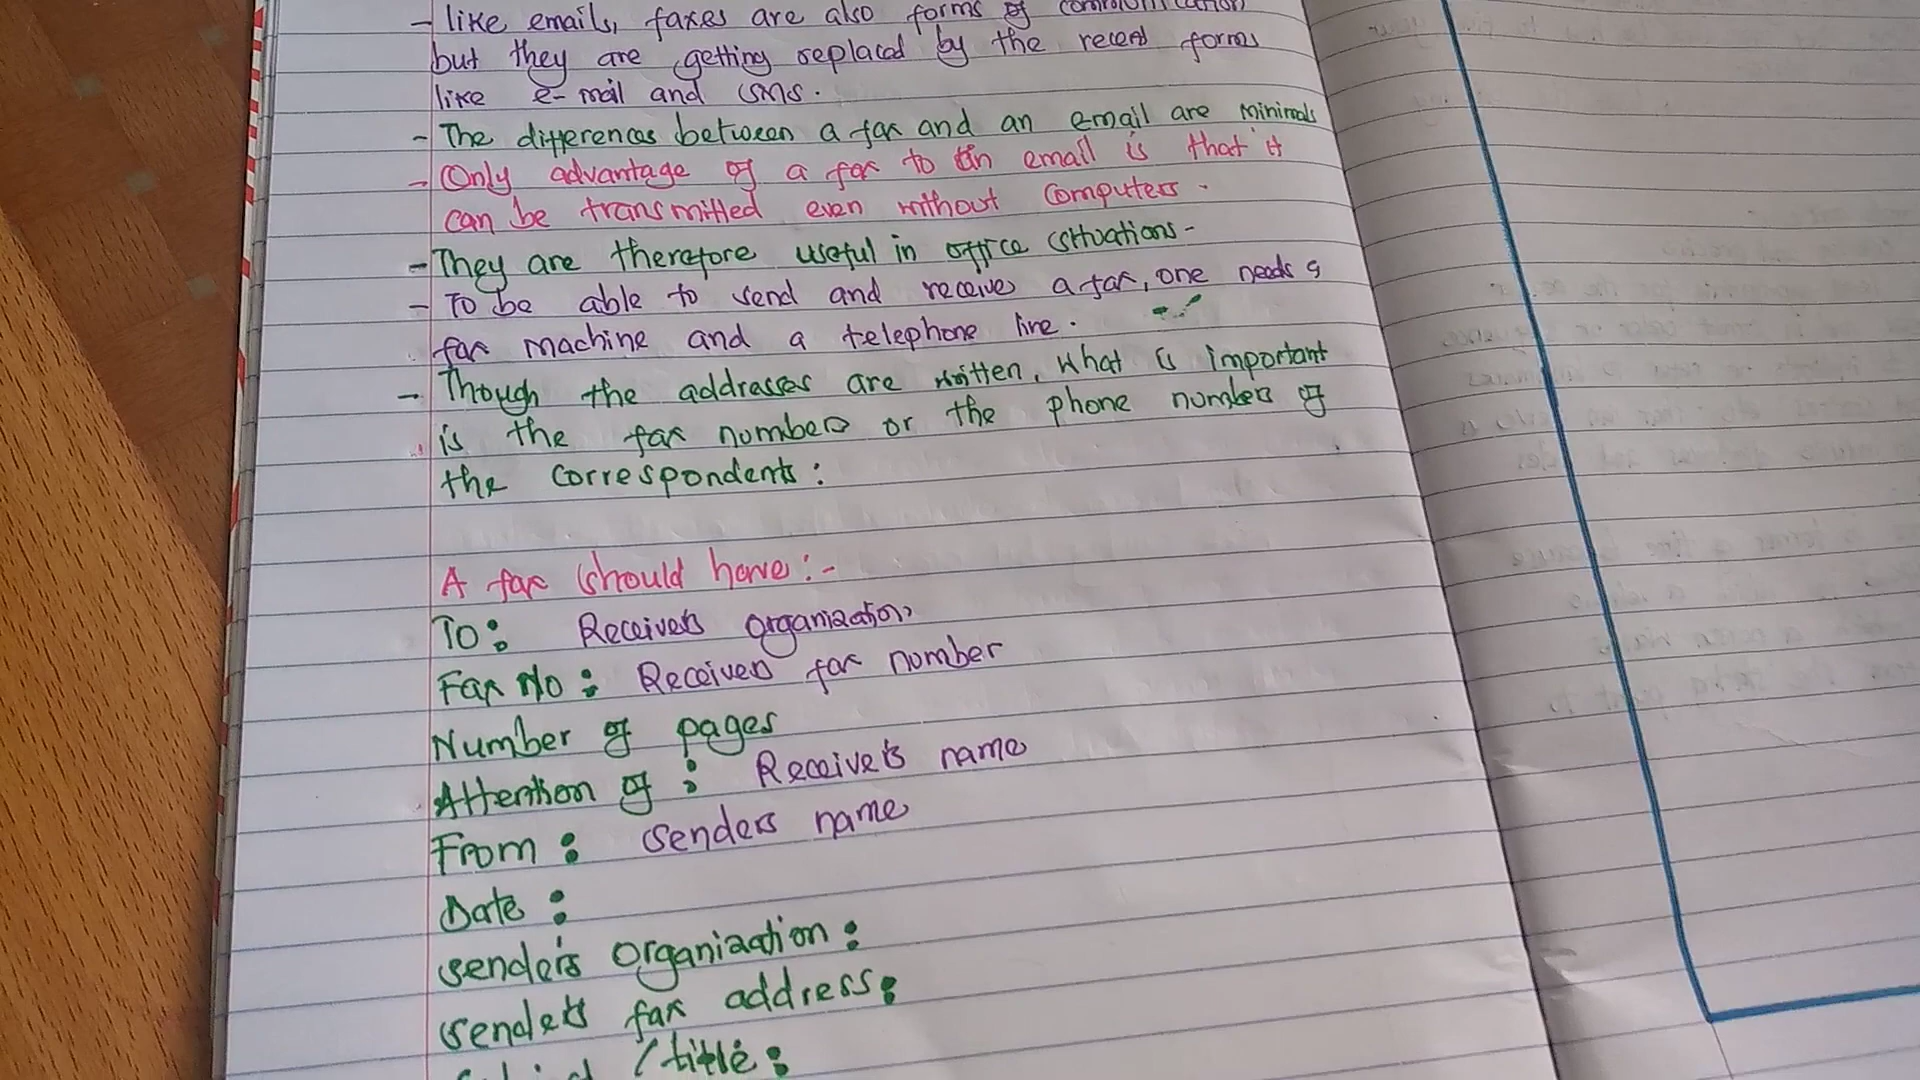 - like emails, faxes are also forms of communication
but they are getting replaced by the recent forms
like e-mail and SMS.
- The differences between a fax and an email are minimals
- Only advantage of a fax to an email is that it
can be transmitted even without Computers.
- They are therefore useful in office situations-
- To be able to send and receive a fax, one needs a
fax machine and a telephone line.
- Though the addresses are written, what is important
is the fax numbers or the phone numbers of
the correspondents:
A fax should have:-
To: Receivers organization
Fax No: Receivers fax number
Number of pages
Attention of: Receiver's name
From: Senders name
Date:
sender's Organization:
sender's fax address:
/title: